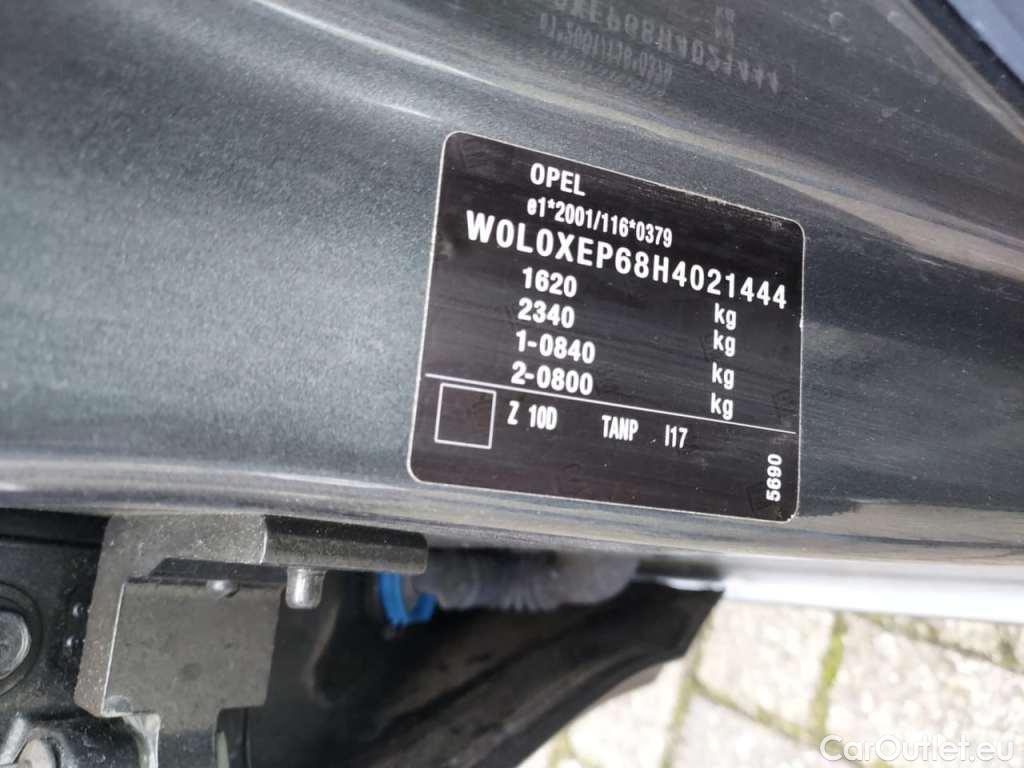 OPEL
e1*2001/116*0379
W0L0XEP68H4021444
1620 kg
2340 kg
1-0840 kg
2-0800 kg
Z 10D TANP I17
5690
CarOutlet.eu